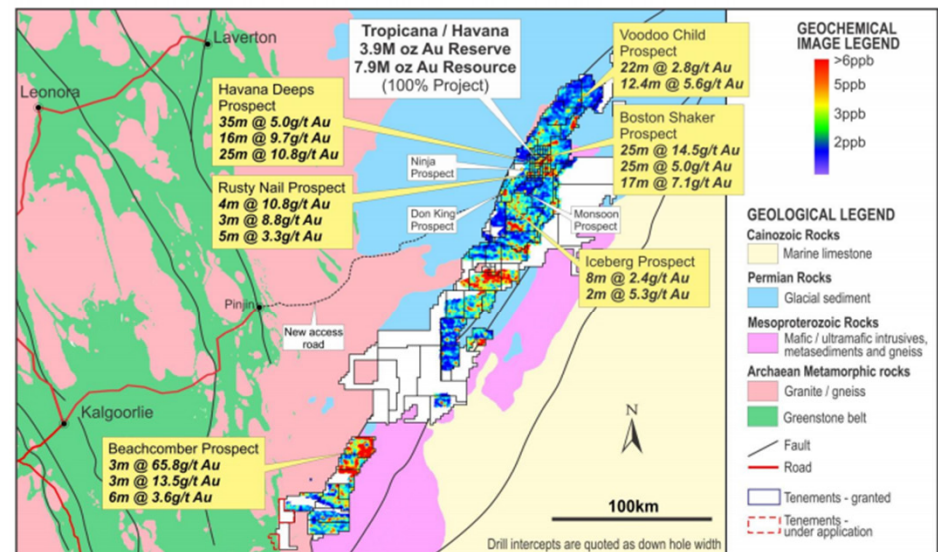 Laverton
Leonora
Tropicana / Havana
3.9M oz Au Reserve
7.9M oz Au Resource
(100% Project)
Voodoo Child
Prospect
22m @ 2.8g/t Au
12.4m @ 5.6g/t Au
Havana Deeps
Prospect
35m @ 5.0g/t Au
16m @ 9.7g/t Au
25m @ 10.8g/t Au
Boston Shaker
Prospect
25m @ 14.5g/t Au
25m @ 5.0g/t Au
17m @ 7.1g/t Au
Ninja
Prospect
Rusty Nail Prospect
4m @ 10.8g/t Au
3m @ 8.8g/t Au
5m @ 3.3g/t Au
Don King
Prospect
Monsoon
Prospect
Iceberg Prospect
8m @ 2.4g/t Au
2m @ 5.3g/t Au
Pinjin
New access
road
Kalgoorlie
Beachcomber Prospect
3m @ 65.8g/t Au
3m @ 13.5g/t Au
6m @ 3.6g/t Au
N
100km
Drill intercepts are quoted as down hole width
GEOCHEMICAL
IMAGE LEGEND
>6ppb
5ppb
3ppb
2ppb
GEOLOGICAL LEGEND
Cainozoic Rocks
Marine limestone
Permian Rocks
Glacial sediment
Mesoproterozoic Rocks
Mafic / ultramafic intrusives,
metasediments and gneiss
Archaean Metamorphic rocks
Granite / gneiss
Greenstone belt
Fault
Road
Tenements - granted
Tenements -
under application